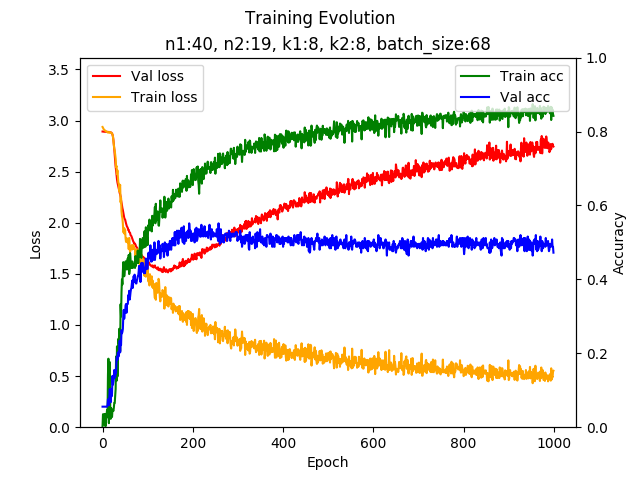 Training Evolution
n1:40, n2:19, k1:8, k2:8, batch_size:68
Val loss
Train loss
Train acc
Val acc
3.5
3.0
2.5
2.0
1.5
1.0
0.5
0.0
Loss
1.0
0.8
0.6
0.4
0.2
0.0
Accuracy
0
200
400
600
800
1000
Epoch